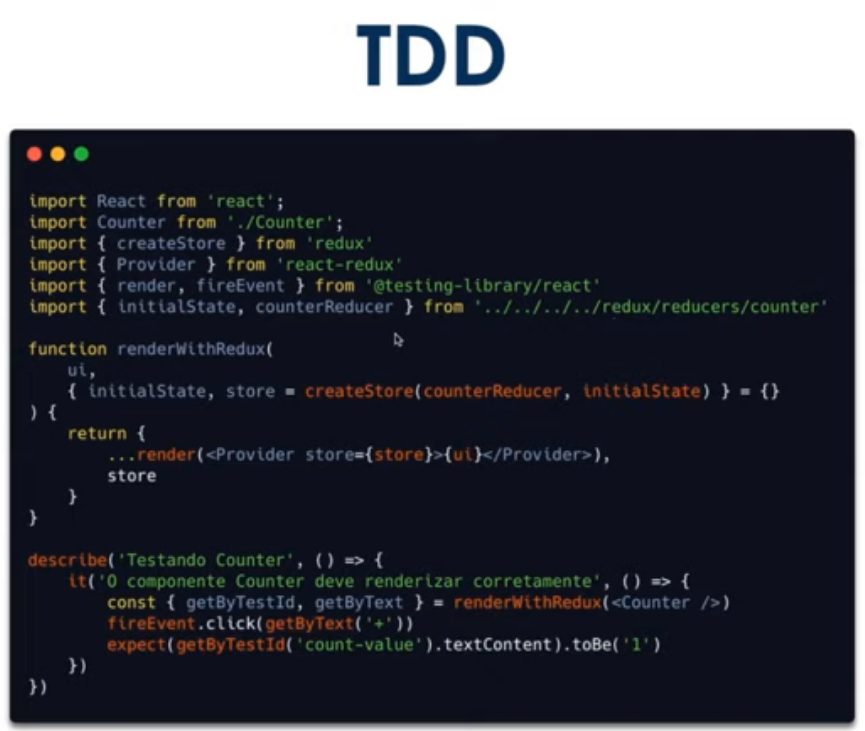 TDD
import React from 'react';
import Counter from './Counter';
import { createStore } from 'redux'
import { Provider } from 'react-redux'
import { render, fireEvent } from '@testing-library/react'
import { initialState, counterReducer } from '../../../../redux/reducers/counter'
function renderWithRedux(
    ui,
    { initialState, store = createStore(counterReducer, initialState) } = {}
) {
    return {
        ...render(<Provider store={store}>{ui}</Provider>),
        store
    }
}
describe('Testando Counter', () => {
    it('O componente Counter deve renderizar corretamente', () => {
        const { getByTestId, getByText } = renderWithRedux(<Counter />)
        fireEvent.click(getByText('+'))
        expect(getByTestId('count-value').textContent).toBe('1')
    })
})